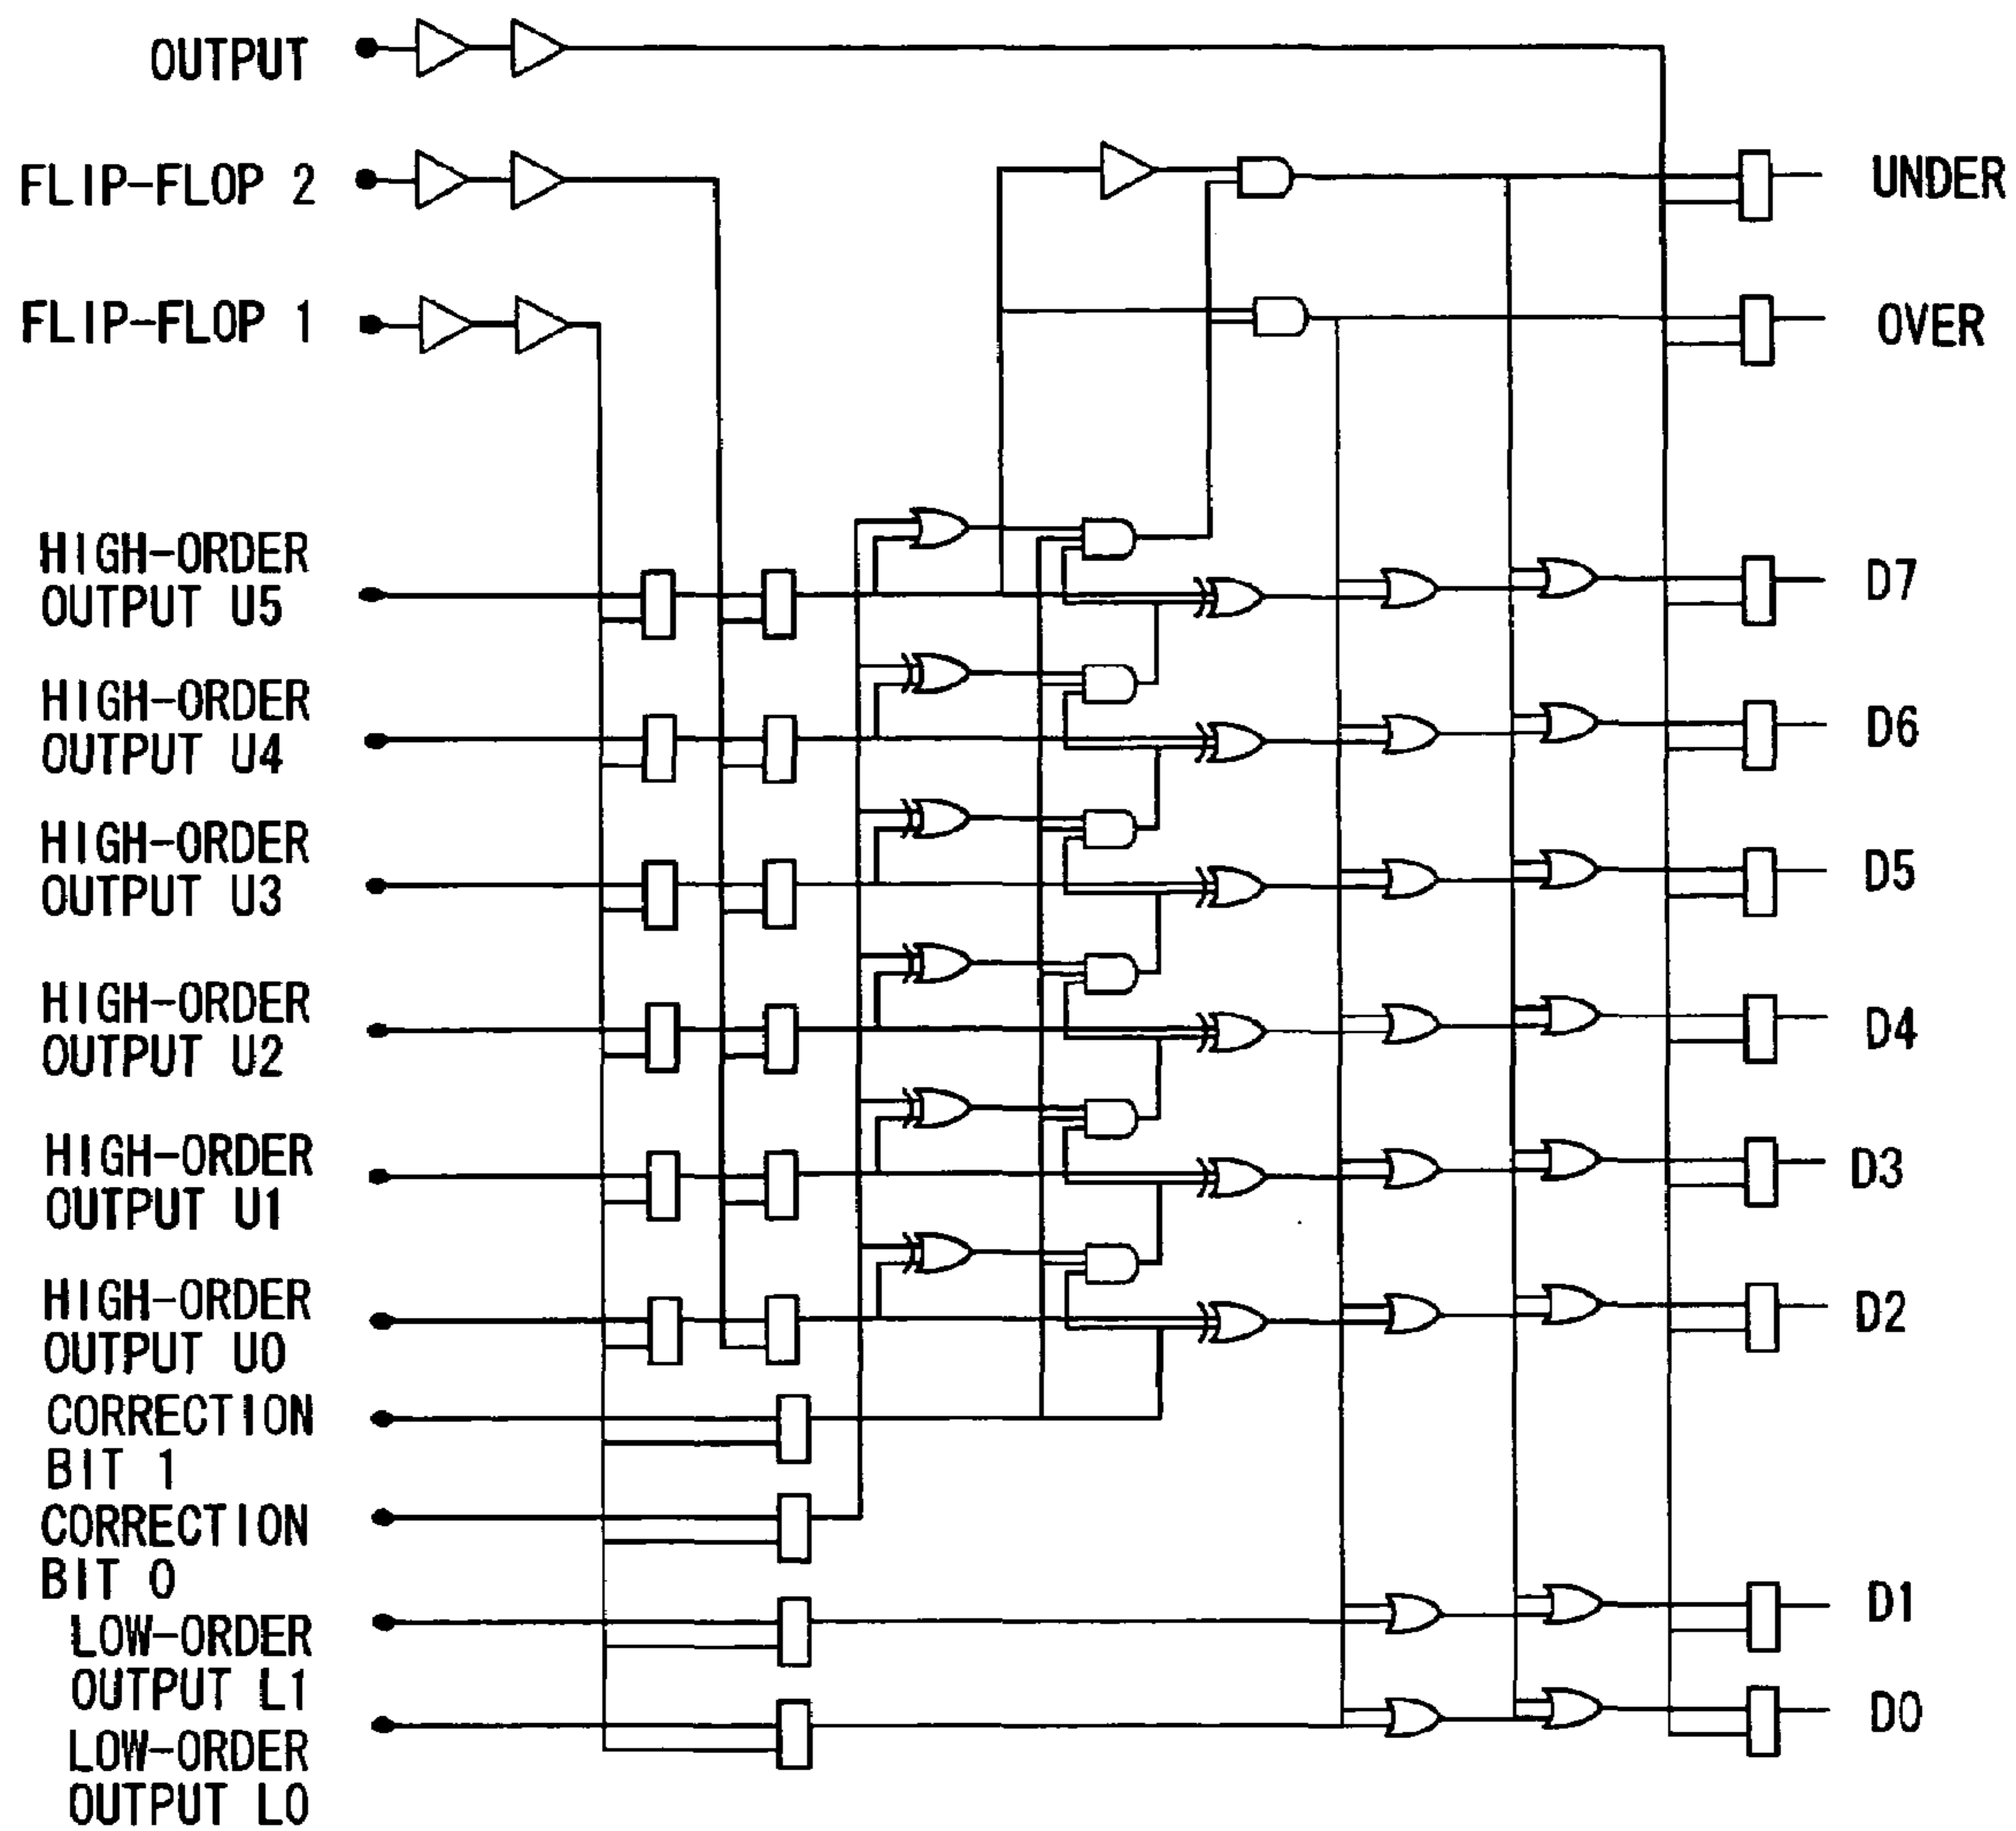 OUTPUT
FLIP-FLOP 2
UNDER
FLIP-FLOP 1
OVER
HIGH-ORDER
OUTPUT U5
D7
HIGH-ORDER
OUTPUT U4
D6
HIGH-ORDER
OUTPUT U3
D5
HIGH-ORDER
OUTPUT U2
D4
HIGH-ORDER
OUTPUT U1
D3
HIGH-ORDER
OUTPUT U0
D2
CORRECTION
BIT 1
CORRECTION
BIT 0
LOW-ORDER
OUTPUT L1
D1
LOW-ORDER
OUTPUT L0
D0